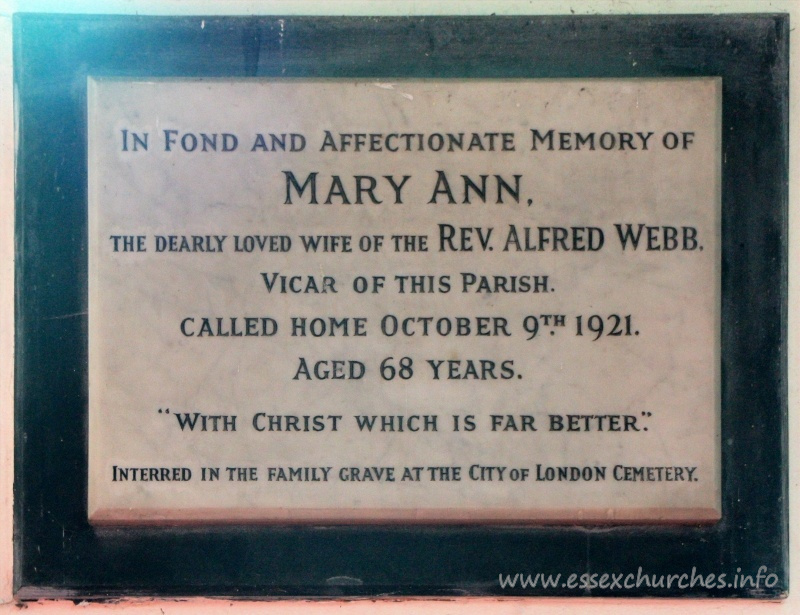 In Fond and Affectionate Memory of
Mary Ann,
the dearly loved wife of the Rev. Alfred Webb,
Vicar of this Parish.
called home October 9th. 1921.
Aged 68 years.
"With Christ which is far better."
Interred in the family grave at the City of London Cemetery.
www.essexchurches.info